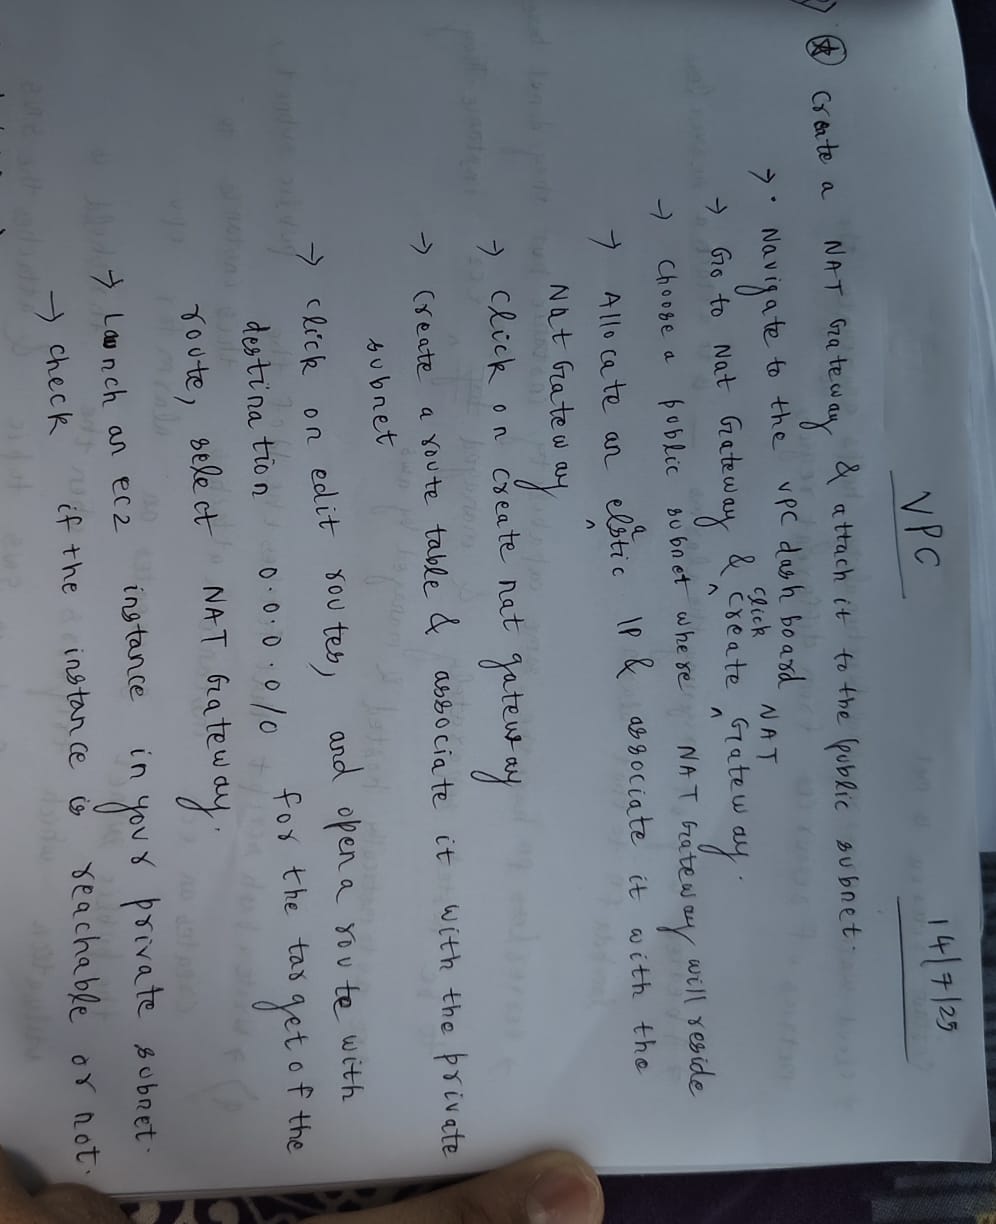 VPC
14/7/25
* Create a NAT Gateway & attach it to the public subnet.
→ • Navigate to the VPC dashboard
→ Go to Nat Gateway & click create NAT Gateway.
→ Choose a public subnet where NAT Gateway will reside
→ Allocate an elastic IP & associate it with the
Nat Gateway
→ Click on create nat gateway
→ Create a route table & associate it with the private
subnet
→ Click on edit routes, and open a route with
destination 0.0.0.0/0 for the target of the
route, select NAT Gateway.
→ Launch an ec2 instance in your private subnet.
→ check if the instance is reachable or not.